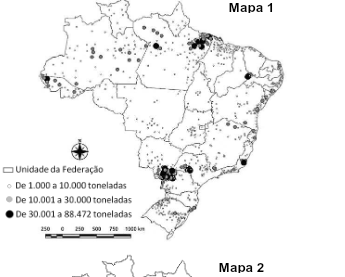 Mapa 1
N
Unidade da Federação
De 1.000 a 10.000 toneladas
De 10.001 a 30.000 toneladas
De 30.001 a 88.472 toneladas
250 0 250 500 750 1000 km
Mapa 2